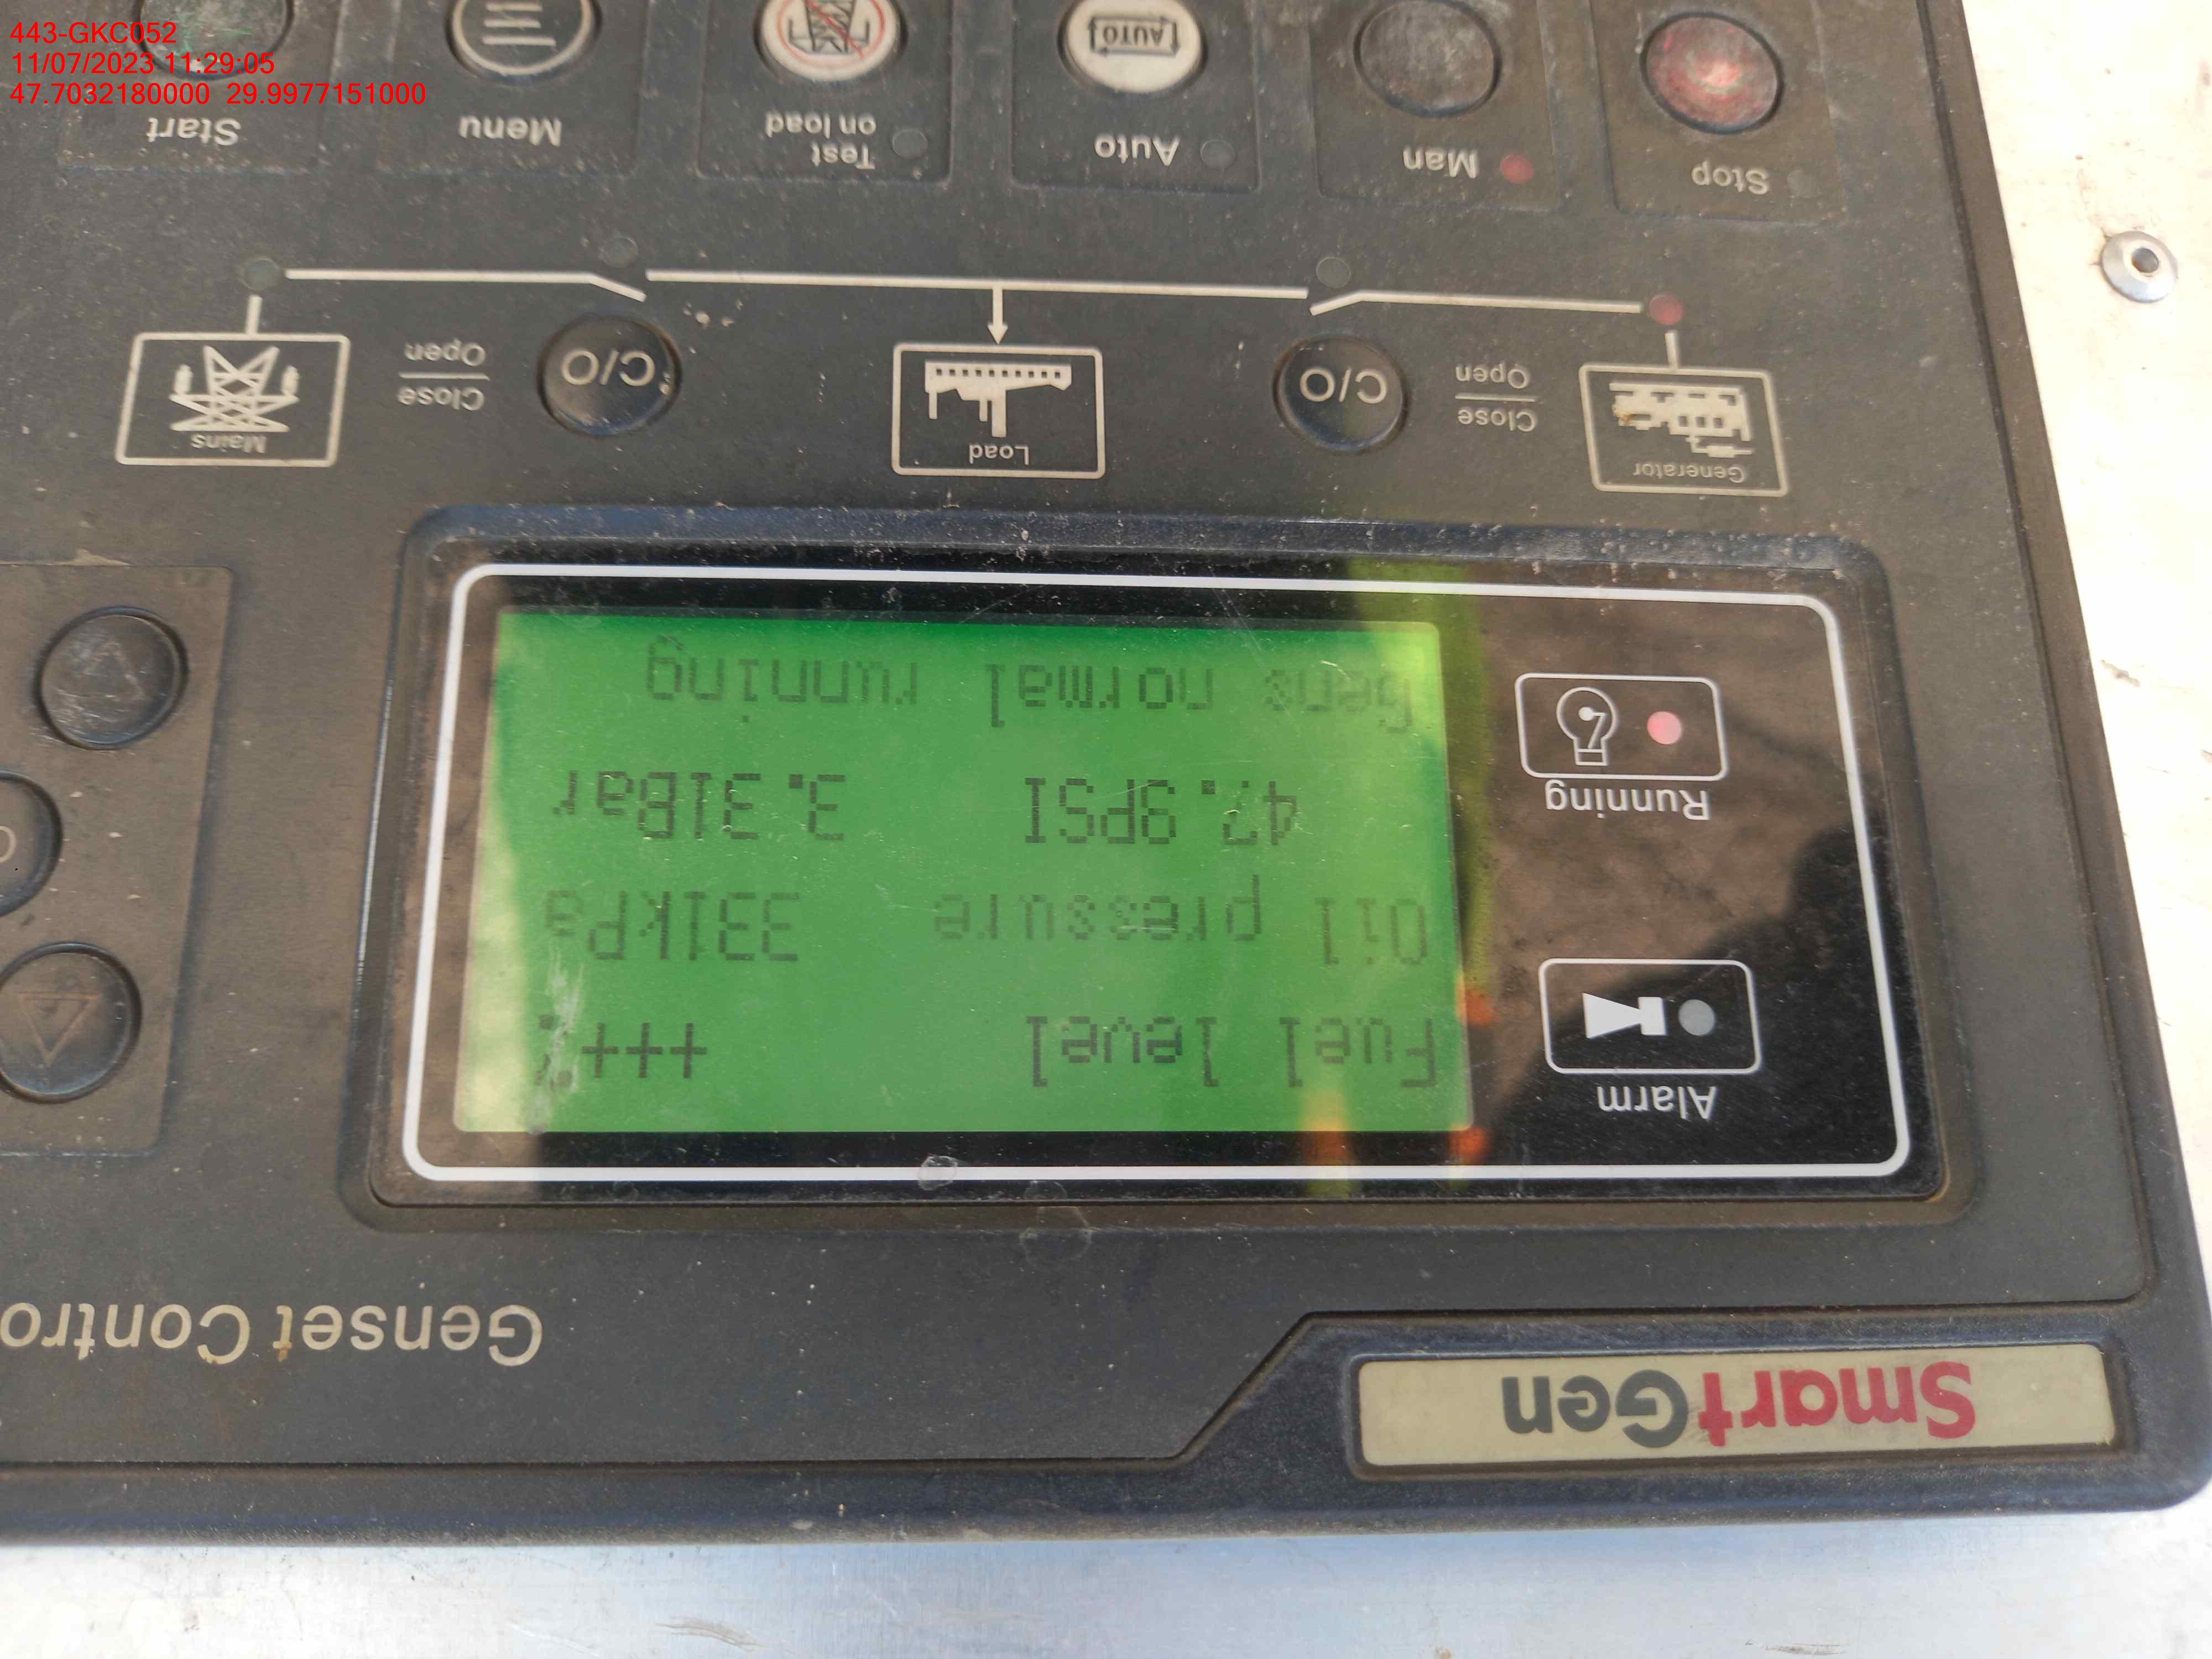 443-GKC052
11/07/2023 11:29:05
47.7032180000 29.9977151000
SmartGen
Genset Contro
Alarm
Running
Fuel level +++%
Oil pressure 331kPa
47.9PSI 3.31Bar
Gens normal running
Generator
Close
Open
C/O
Load
C/O
Close
Open
Mains
Stop
Man
Auto
AUTO
Test
on load
Menu
Start